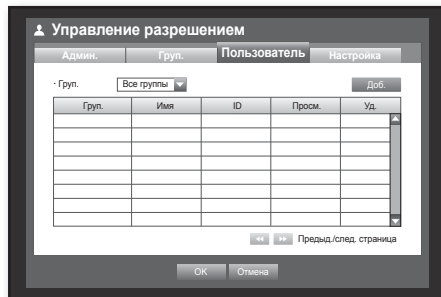 Управление разрешением
Админ. Груп. Пользователь Настройка
· Груп. Все группы Доб.
Груп. Имя ID Просм. Уд.
Предыд./след. страница
OK Отмена